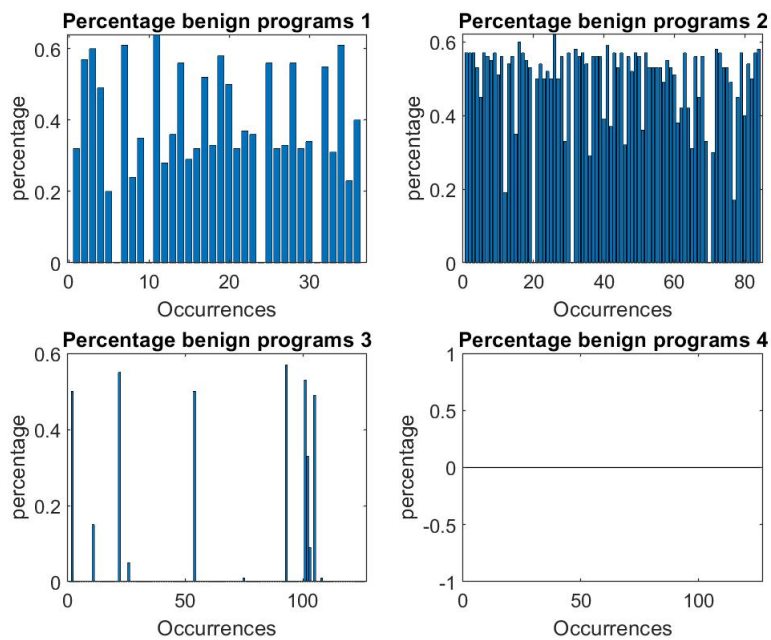 Percentage benign programs 1
0.6
0.4
0.2
0
percentage
0 10 20 30
Occurrences
Percentage benign programs 2
0.6
0.4
0.2
0
percentage
0 20 40 60 80
Occurrences
Percentage benign programs 3
0.6
0.4
0.2
0
percentage
0 50 100
Occurrences
Percentage benign programs 4
1
0.5
0
-0.5
-1
percentage
0 50 100
Occurrences